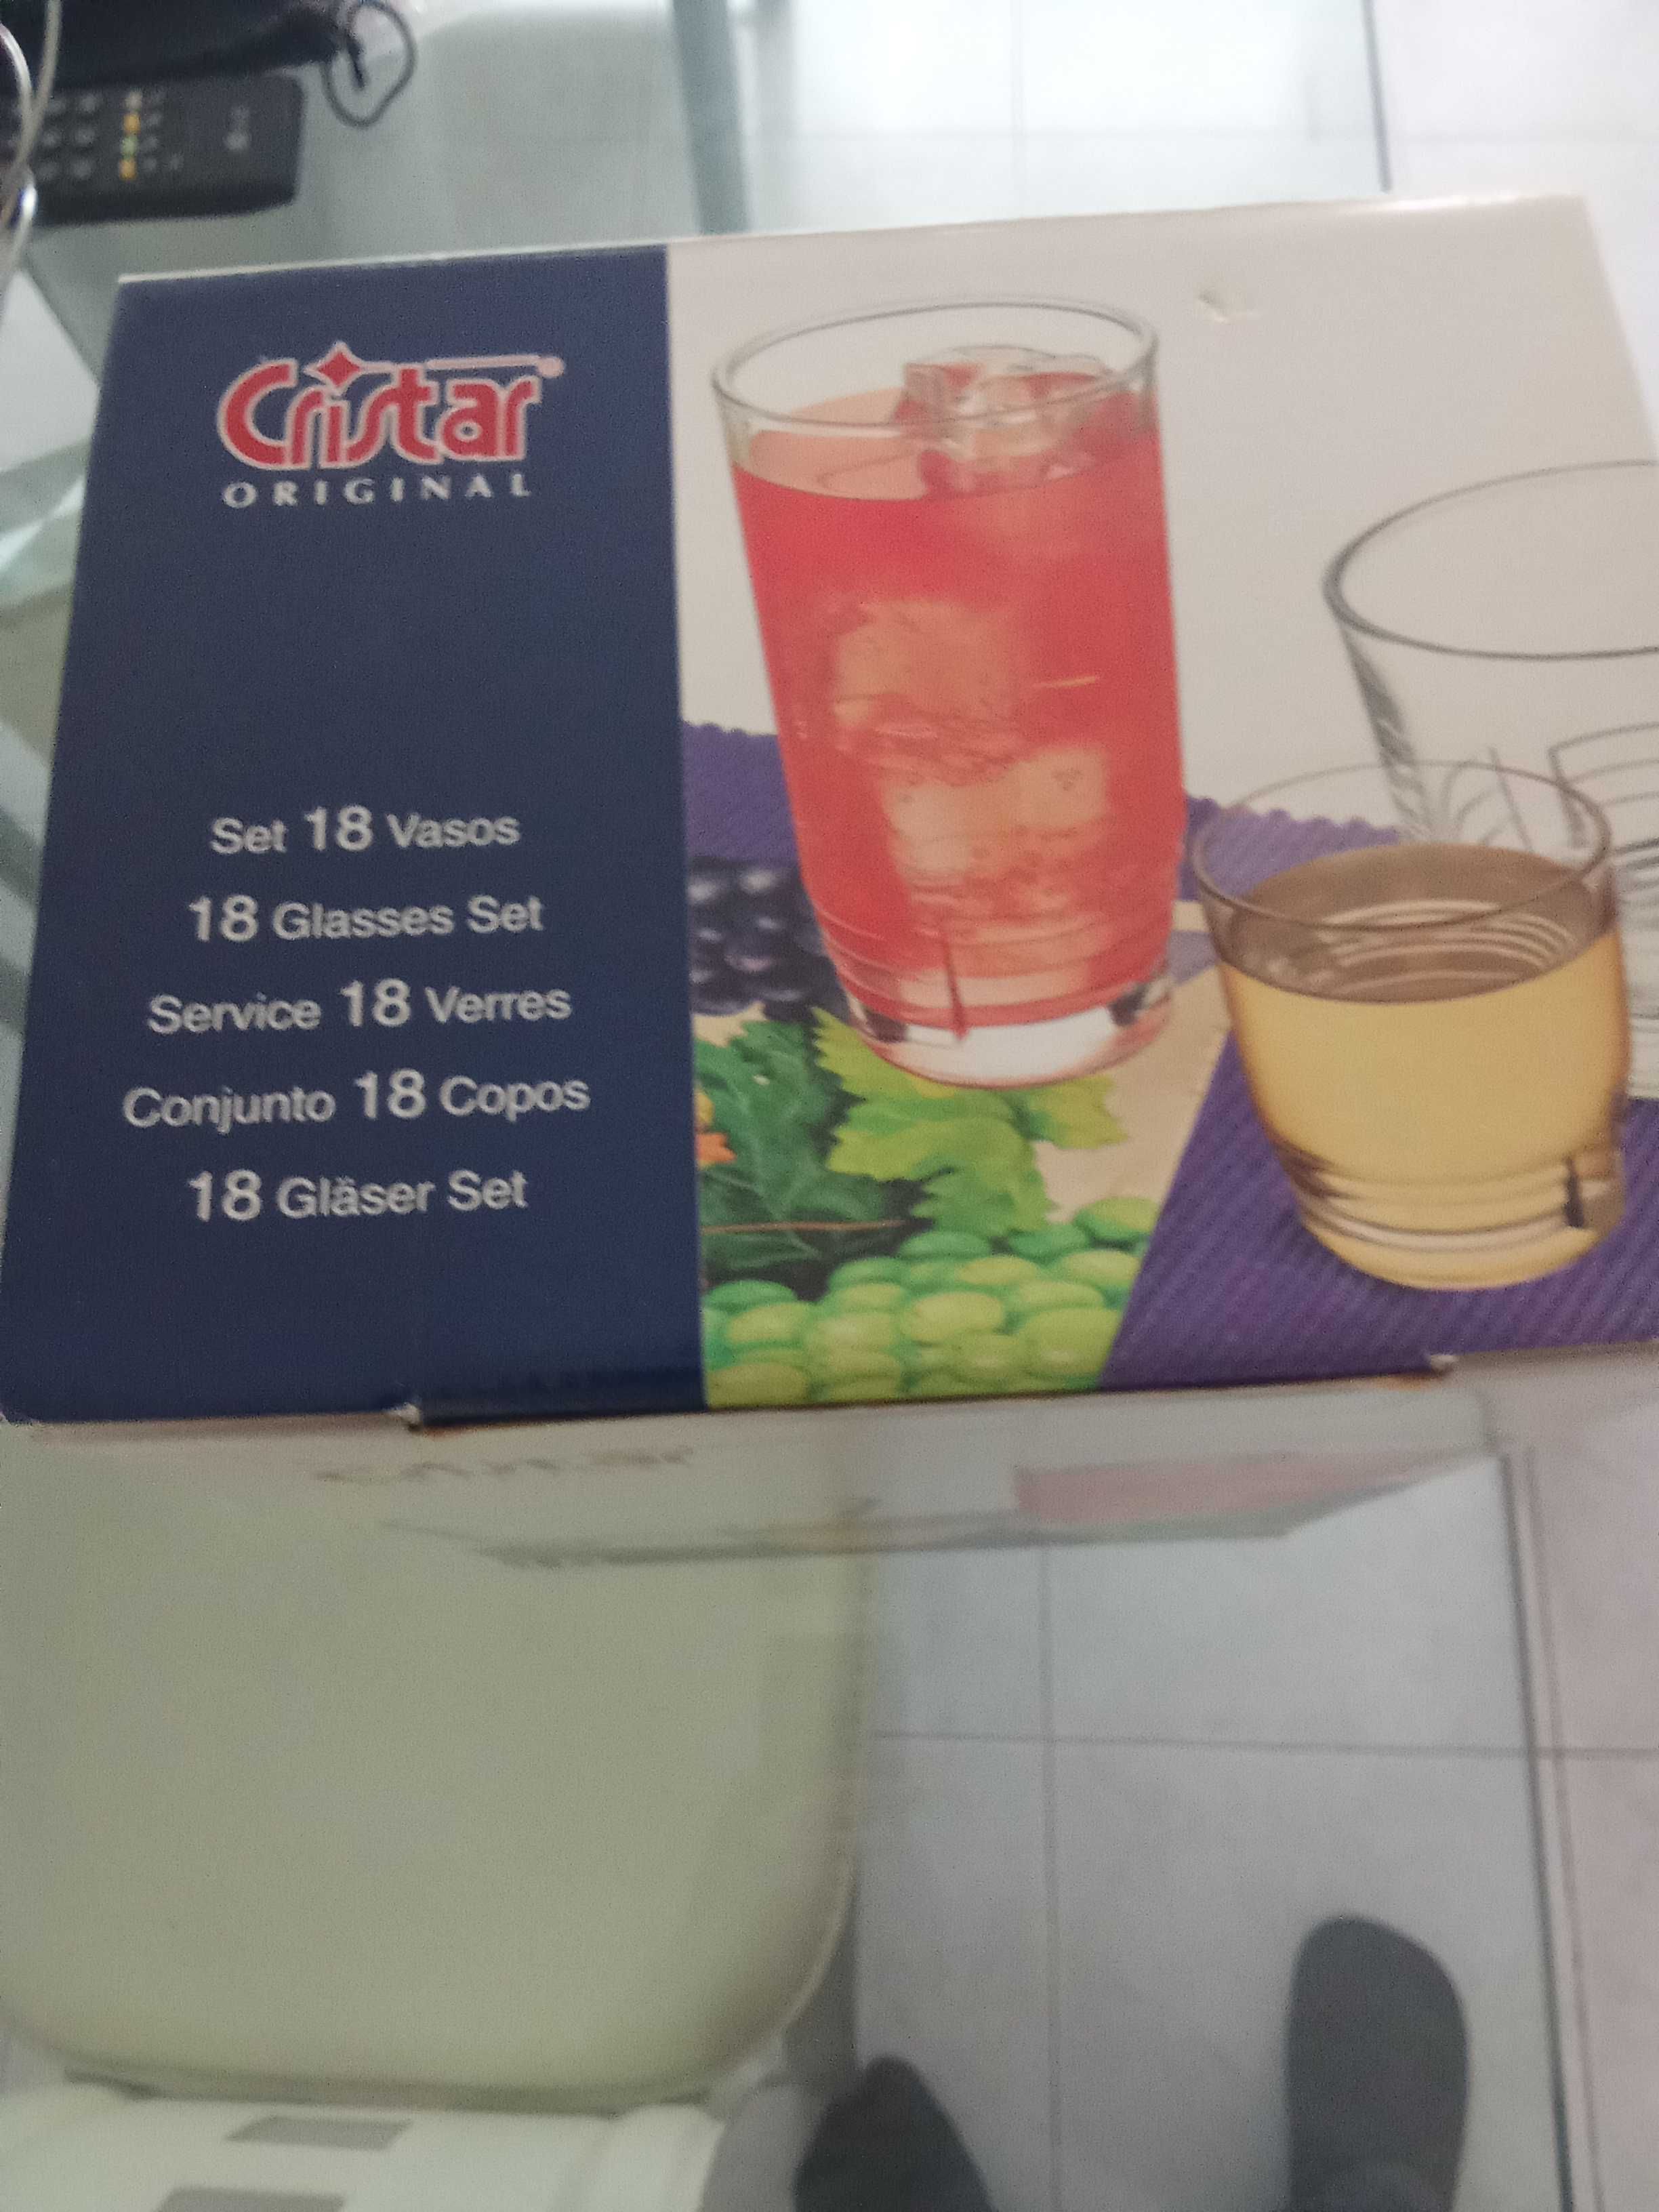 Cristar
ORIGINAL
Set 18 Vasos
18 Glasses Set
Service 18 Verres
Conjunto 18 Copos
18 Gläser Set